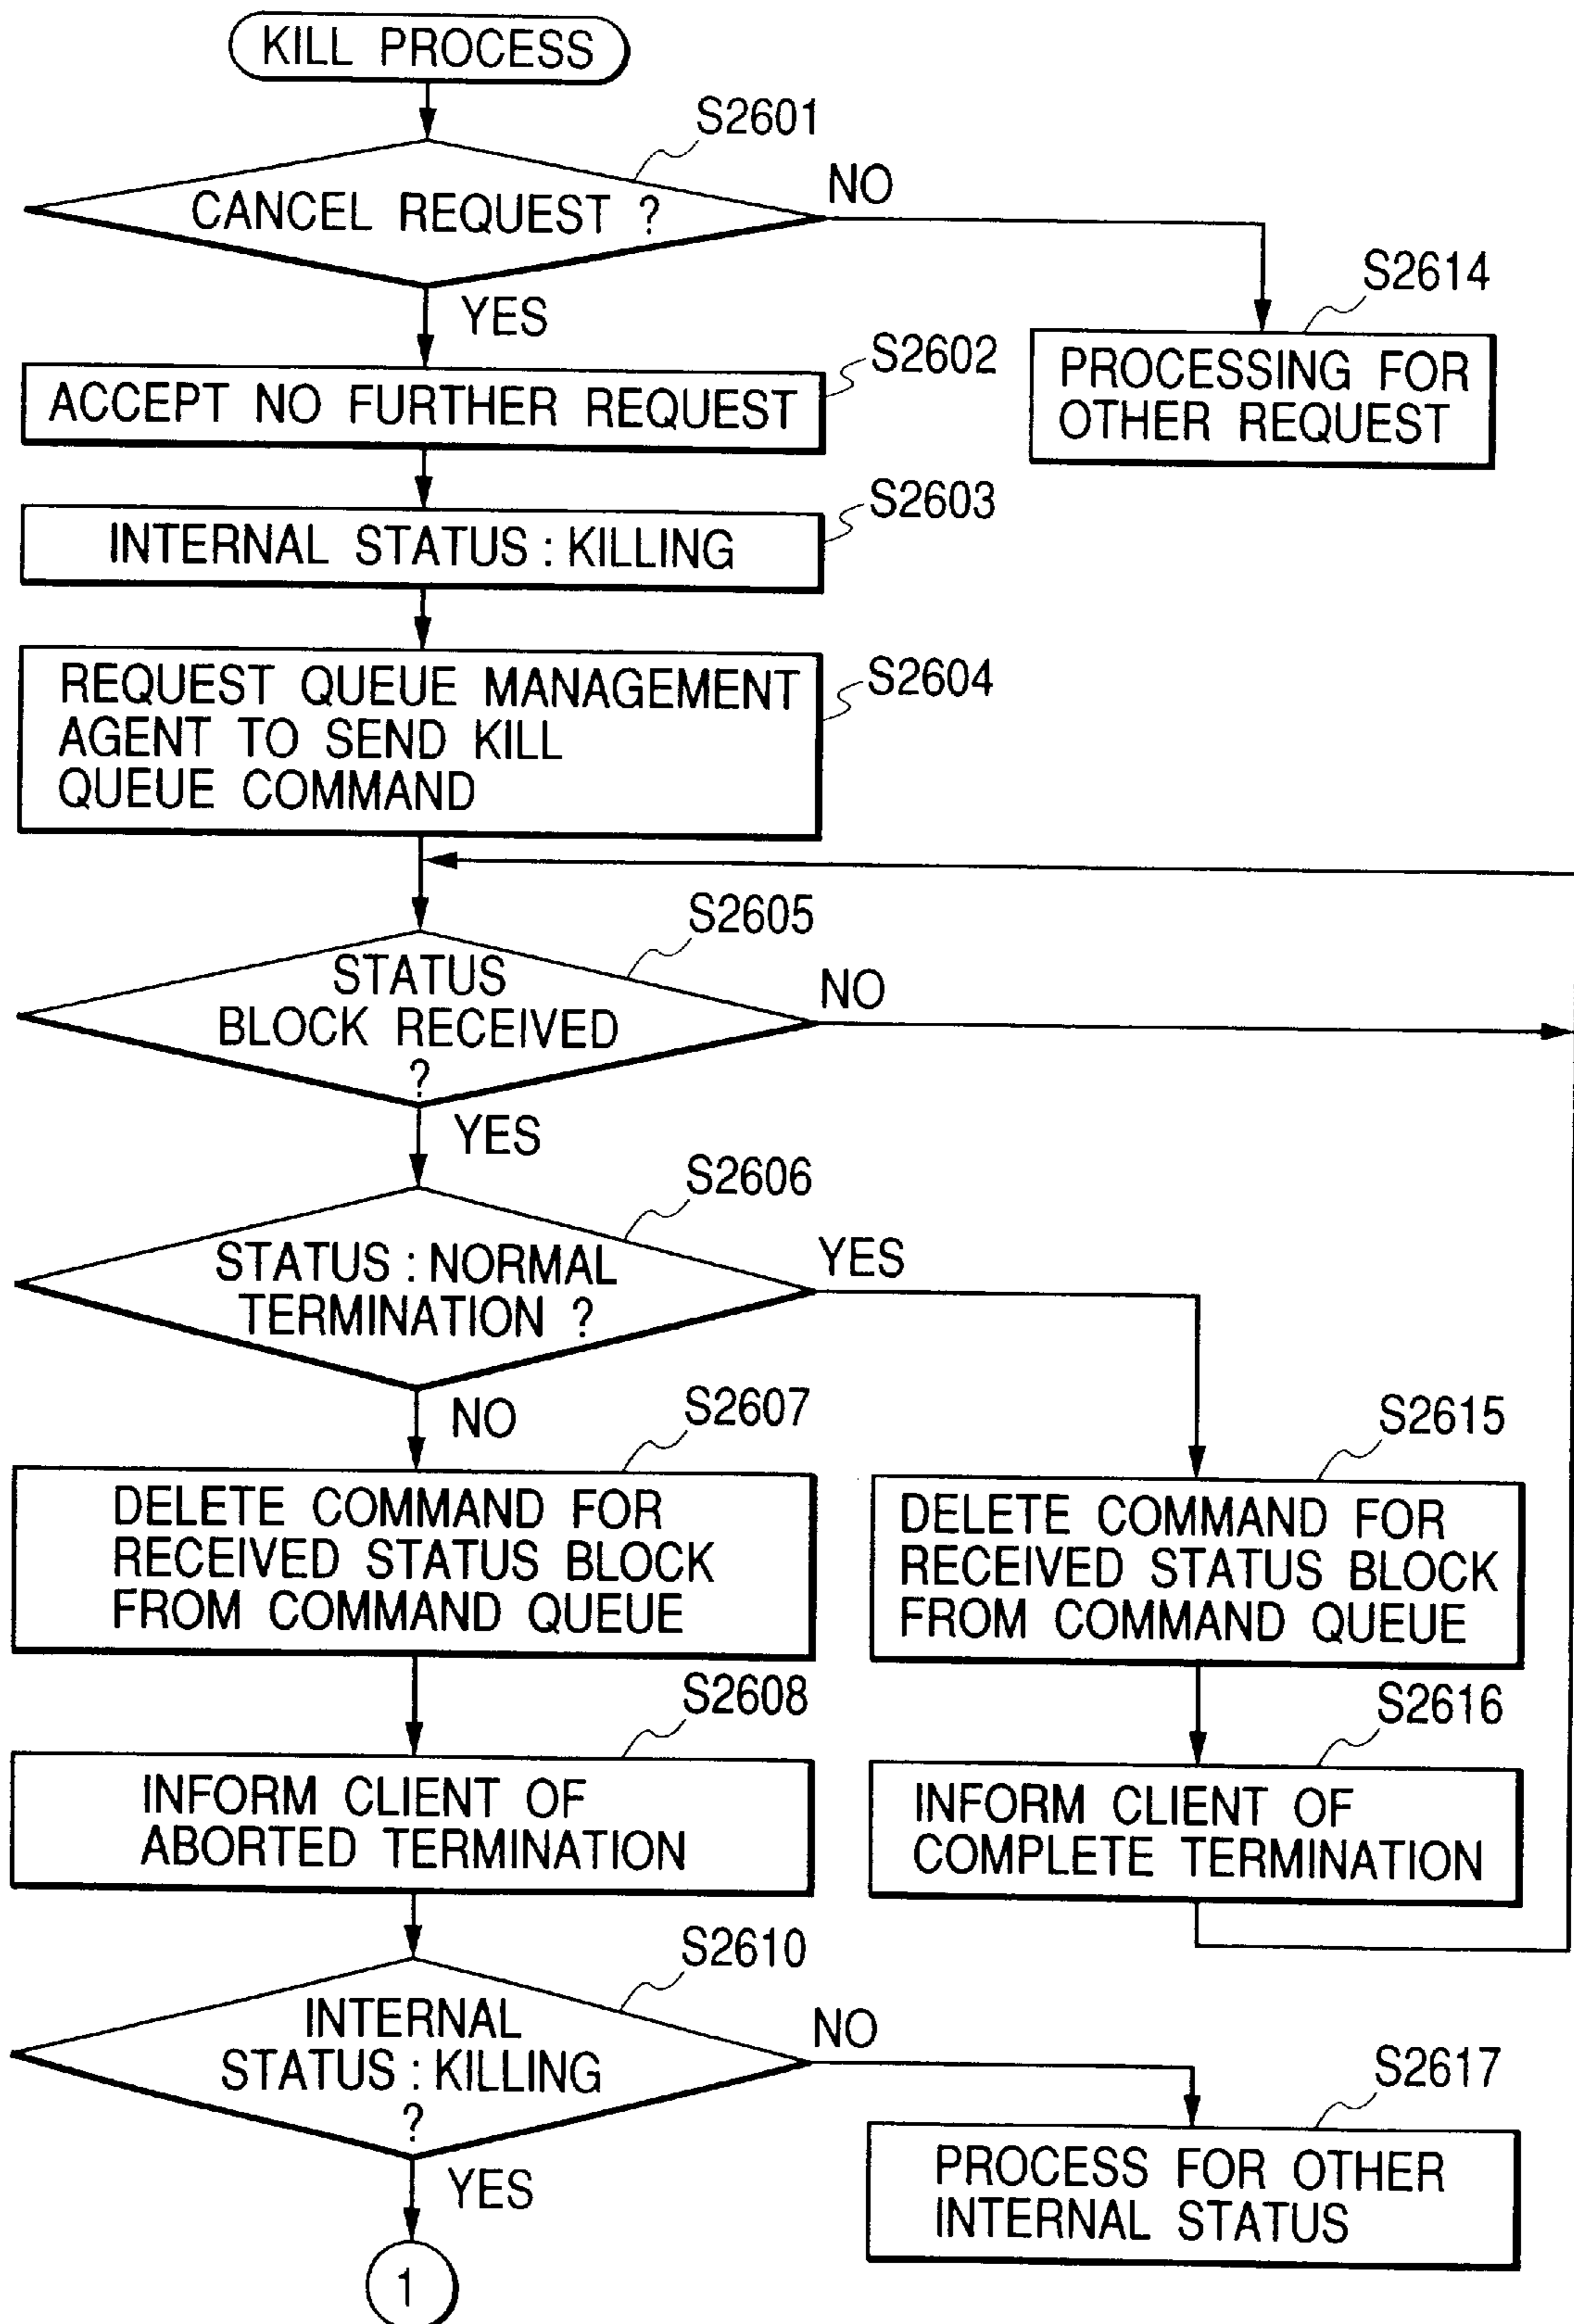 KILL PROCESS
S2601
CANCEL REQUEST ?
NO
YES
S2614
PROCESSING FOR
OTHER REQUEST
S2602
ACCEPT NO FURTHER REQUEST
S2603
INTERNAL STATUS : KILLING
S2604
REQUEST QUEUE MANAGEMENT
AGENT TO SEND KILL
QUEUE COMMAND
S2605
STATUS
BLOCK RECEIVED
?
NO
YES
S2606
STATUS : NORMAL
TERMINATION ?
YES
NO
S2607
DELETE COMMAND FOR
RECEIVED STATUS BLOCK
FROM COMMAND QUEUE
S2615
DELETE COMMAND FOR
RECEIVED STATUS BLOCK
FROM COMMAND QUEUE
S2608
INFORM CLIENT OF
ABORTED TERMINATION
S2616
INFORM CLIENT OF
COMPLETE TERMINATION
S2610
INTERNAL
STATUS : KILLING
?
NO
YES
S2617
PROCESS FOR OTHER
INTERNAL STATUS
1